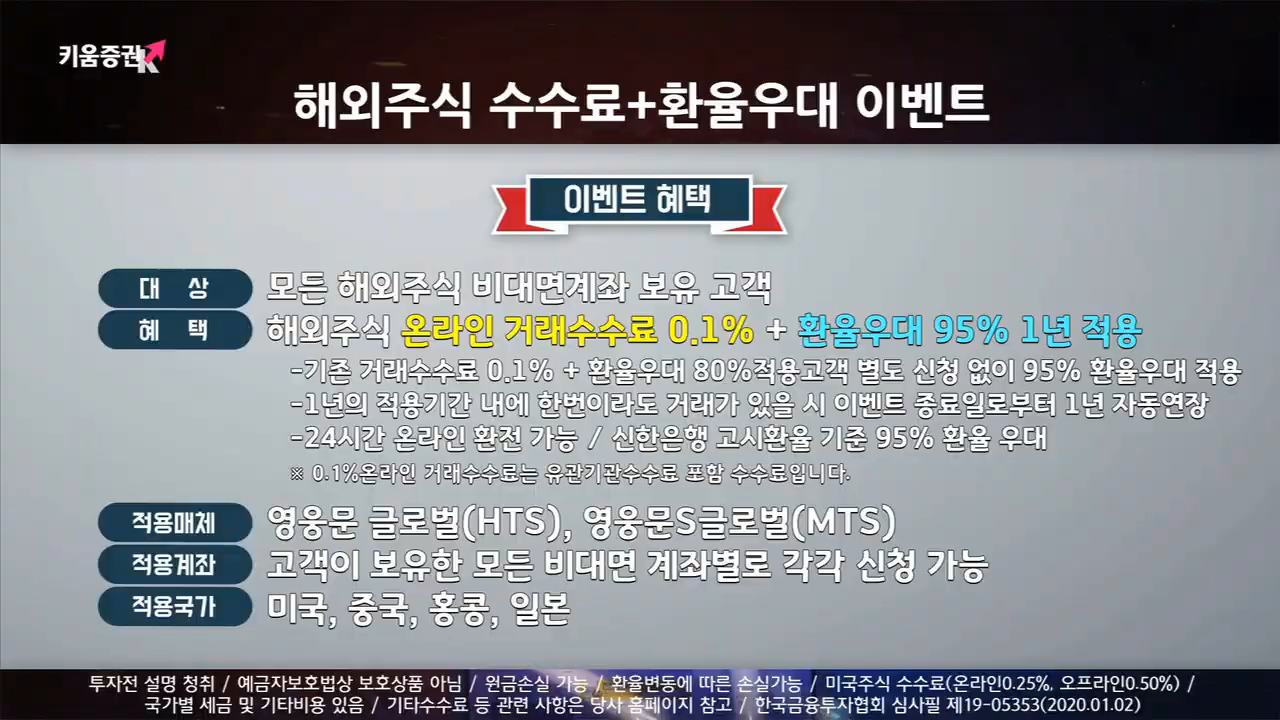 키움증권
해외주식 수수료+환율우대 이벤트
이벤트 혜택
대 상 모든 해외주식 비대면계좌 보유 고객
혜 택 해외주식 온라인 거래수수료 0.1% + 환율우대 95% 1년 적용
-기존 거래수수료 0.1% + 환율우대 80%적용고객 별도 신청 없이 95% 환율우대 적용
-1년의 적용기간 내에 한번이라도 거래가 있을 시 이벤트 종료일로부터 1년 자동연장
-24시간 온라인 환전 가능 / 신한은행 고시환율 기준 95% 환율 우대
※ 0.1%온라인 거래수수료는 유관기관수수료 포함 수수료입니다.
적용매체 영웅문 글로벌(HTS), 영웅문S글로벌(MTS)
적용계좌 고객이 보유한 모든 비대면 계좌별로 각각 신청 가능
적용국가 미국, 중국, 홍콩, 일본
투자전 설명 청취 / 예금자보호법상 보호상품 아님 / 원금손실 가능 / 환율변동에 따른 손실가능 / 미국주식 수수료(온라인0.25%, 오프라인0.50%) /
국가별 세금 및 기타비용 있음 / 기타수수료 등 관련 사항은 당사 홈페이지 참고 / 한국금융투자협회 심사필 제19-05353(2020.01.02)